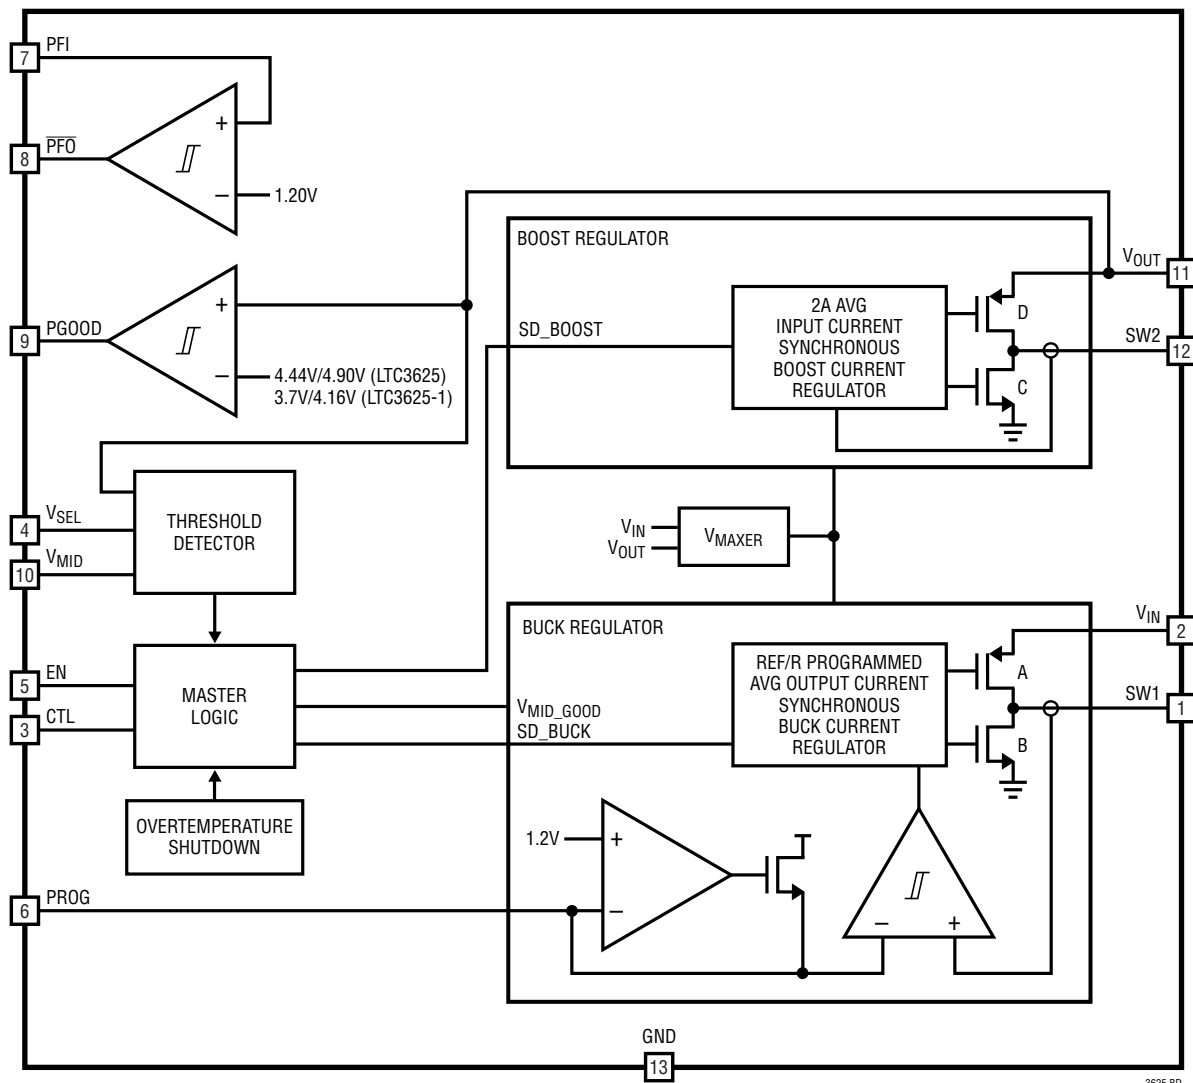 PFI
7
PFO
8
+
−
1.20V
PGOOD
9
+
−
4.44V/4.90V (LTC3625)
3.7V/4.16V (LTC3625-1)
BOOST REGULATOR
SD_BOOST
2A AVG
INPUT CURRENT
SYNCHRONOUS
BOOST CURRENT
REGULATOR
D
C
VOUT
11
SW2
12
VSEL
4
VMID
10
THRESHOLD
DETECTOR
VIN
VOUT
VMAXER
EN
5
CTL
3
MASTER
LOGIC
OVERTEMPERATURE
SHUTDOWN
BUCK REGULATOR
VMID_GOOD
SD_BUCK
REF/R PROGRAMMED
AVG OUTPUT CURRENT
SYNCHRONOUS
BUCK CURRENT
REGULATOR
A
B
VIN
2
SW1
1
1.2V
+
−
−
+
PROG
6
GND
13
3625 BD